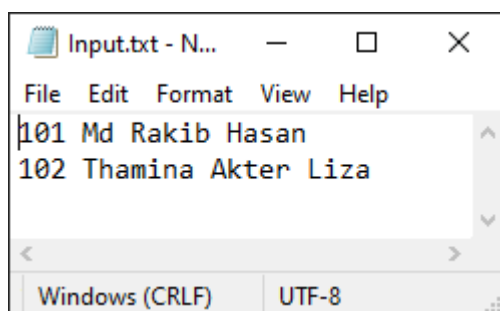 Input.txt - N...
File Edit Format View Help
101 Md Rakib Hasan
102 Thamina Akter Liza
Windows (CRLF) UTF-8